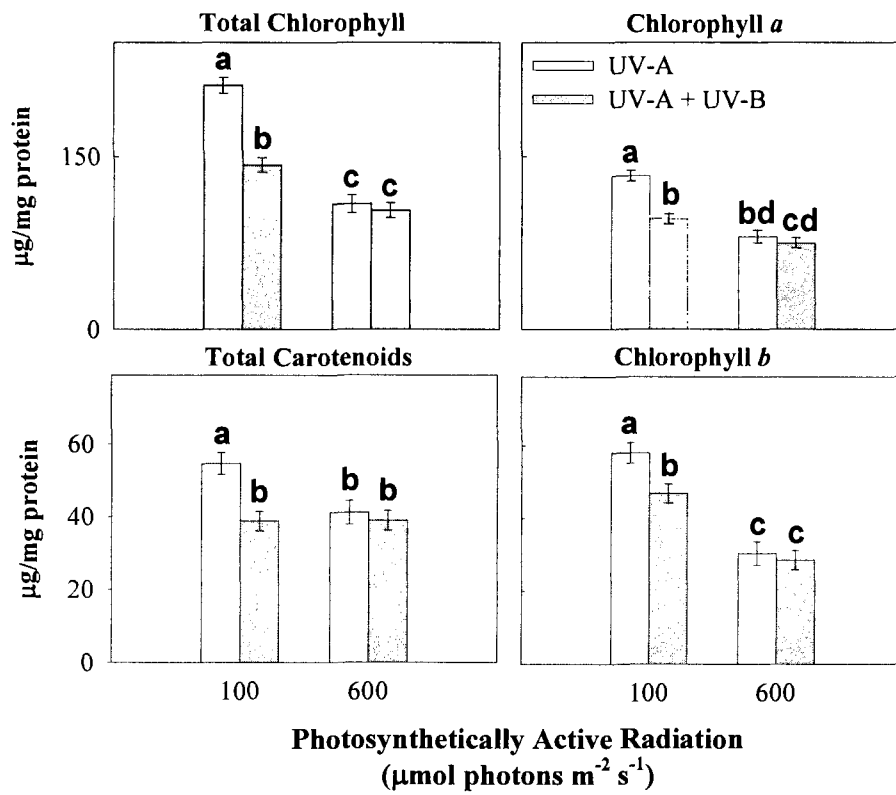 Total Chlorophyll
Chlorophyll a
UV-A
UV-A + UV-B
µg/mg protein
150
0
a
b
c
c
a
b
bd
cd
Total Carotenoids
Chlorophyll b
µg/mg protein
60
40
20
0
a
b
b
b
a
b
c
c
100
600
100
600
Photosynthetically Active Radiation
(µmol photons m⁻² s⁻¹)